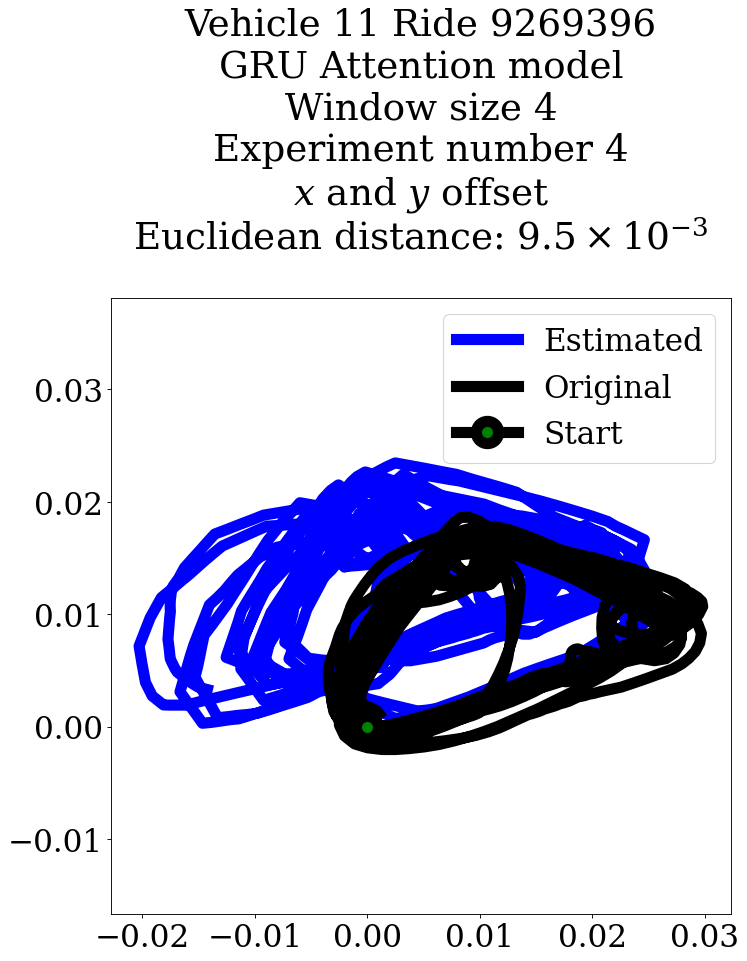 Vehicle 11 Ride 9269396
GRU Attention model
Window size 4
Experiment number 4
x and y offset
Euclidean distance: 9.5 × 10⁻³
Estimated
Original
Start
0.03
0.02
0.01
0.00
−0.01
−0.02 −0.01 0.00 0.01 0.02 0.03